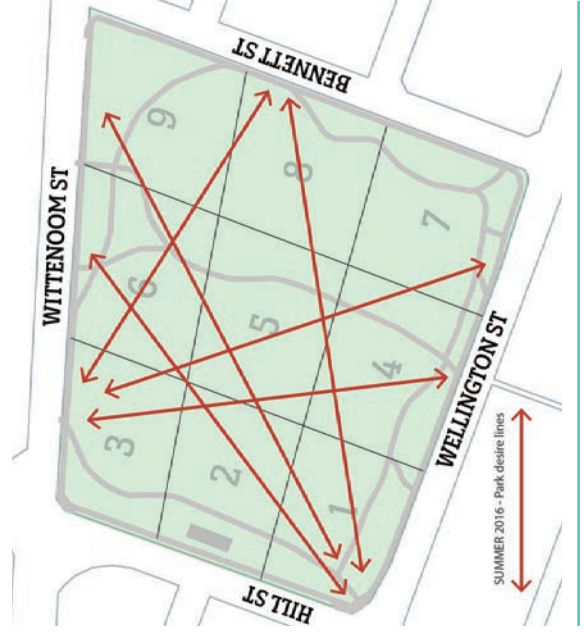 BENNETT ST
WITTENOOM ST
9
8
7
6
5
4
3
2
1
WELLINGTON ST
HILL ST
SUMMER 2016 - Park desire lines